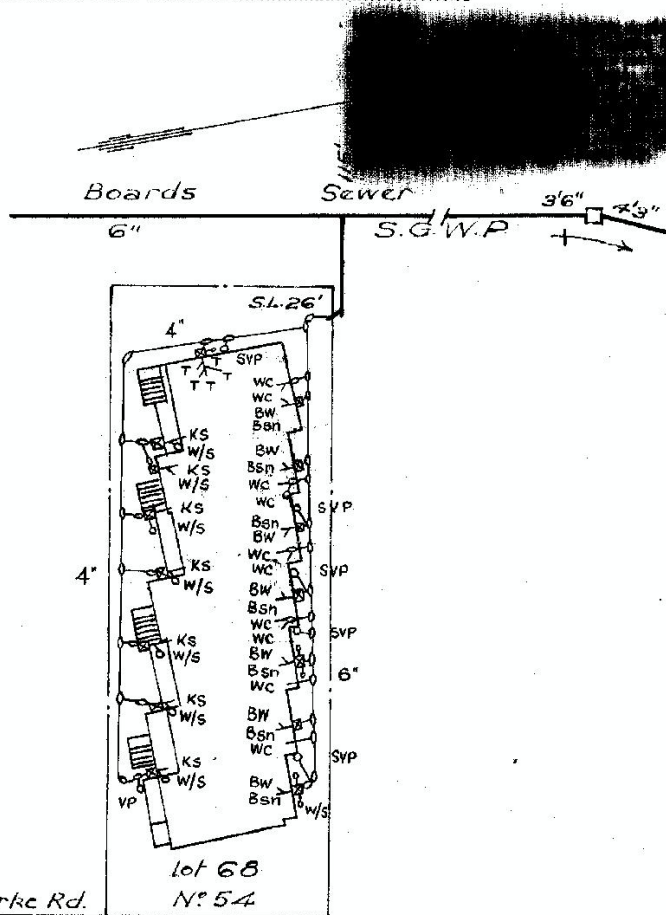 115'
Boards Sewer
3'6" 4'3"
6" S.G.W.P
S.L.26'
4"
SVP
T T
T T
KS
W/S
KS
W/S
KS
W/S
KS
W/S
KS
W/S
KS
W/S
KS
W/S
VP
4"
WC
WC
BW
Bsn
BW
Bsn
WC
WC
SVP
Bsn
BW
WC
WC
SVP
BW
Bsn
WC
WC
SVP
BW
Bsn
WC
6"
BW
Bsn
WC
SVP
BW
Bsn
W/S
Lot 68
rke Rd. Nº 54